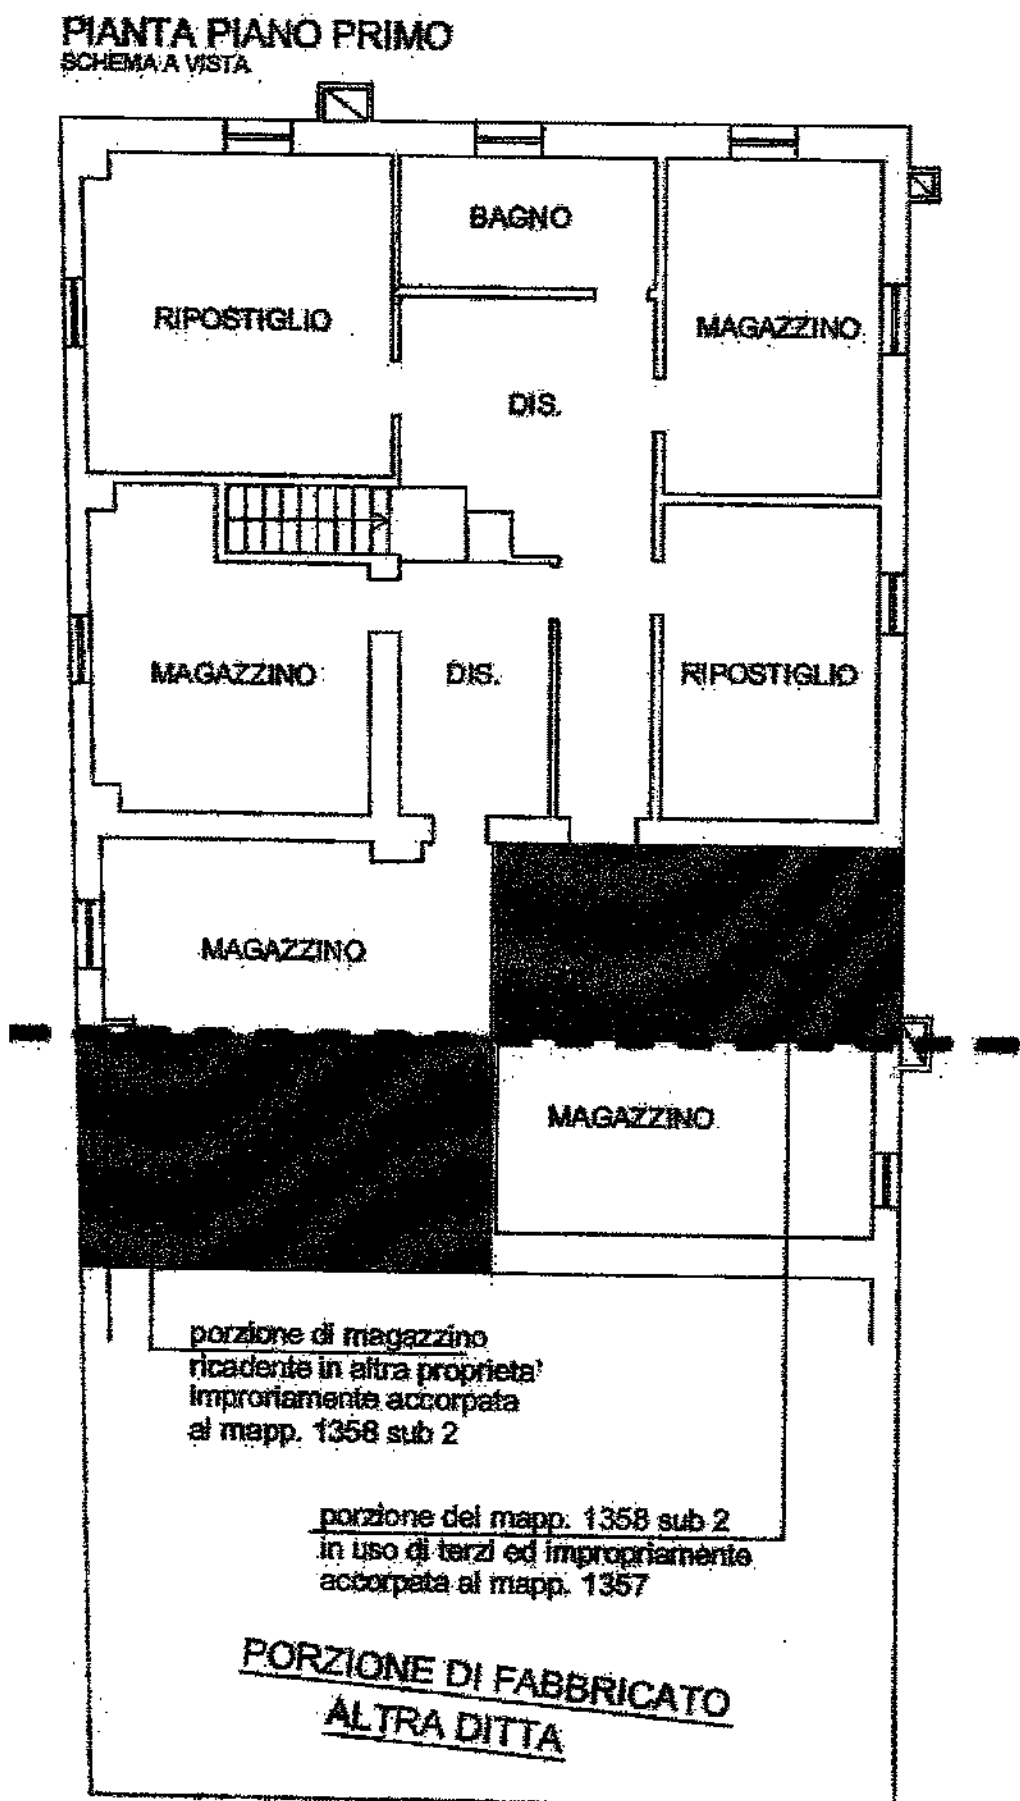 PIANTA PIANO PRIMO
SCHEMA A VISTA
BAGNO
RIPOSTIGLIO
MAGAZZINO
DIS.
MAGAZZINO
DIS.
RIPOSTIGLIO
MAGAZZINO
MAGAZZINO
porzione di magazzino
ricadente in altra proprieta'
improriamente accorpata
al mapp. 1358 sub 2
porzione del mapp. 1358 sub 2
in uso di terzi ed impropriamente
accorpata al mapp. 1357
PORZIONE DI FABBRICATO
ALTRA DITTA